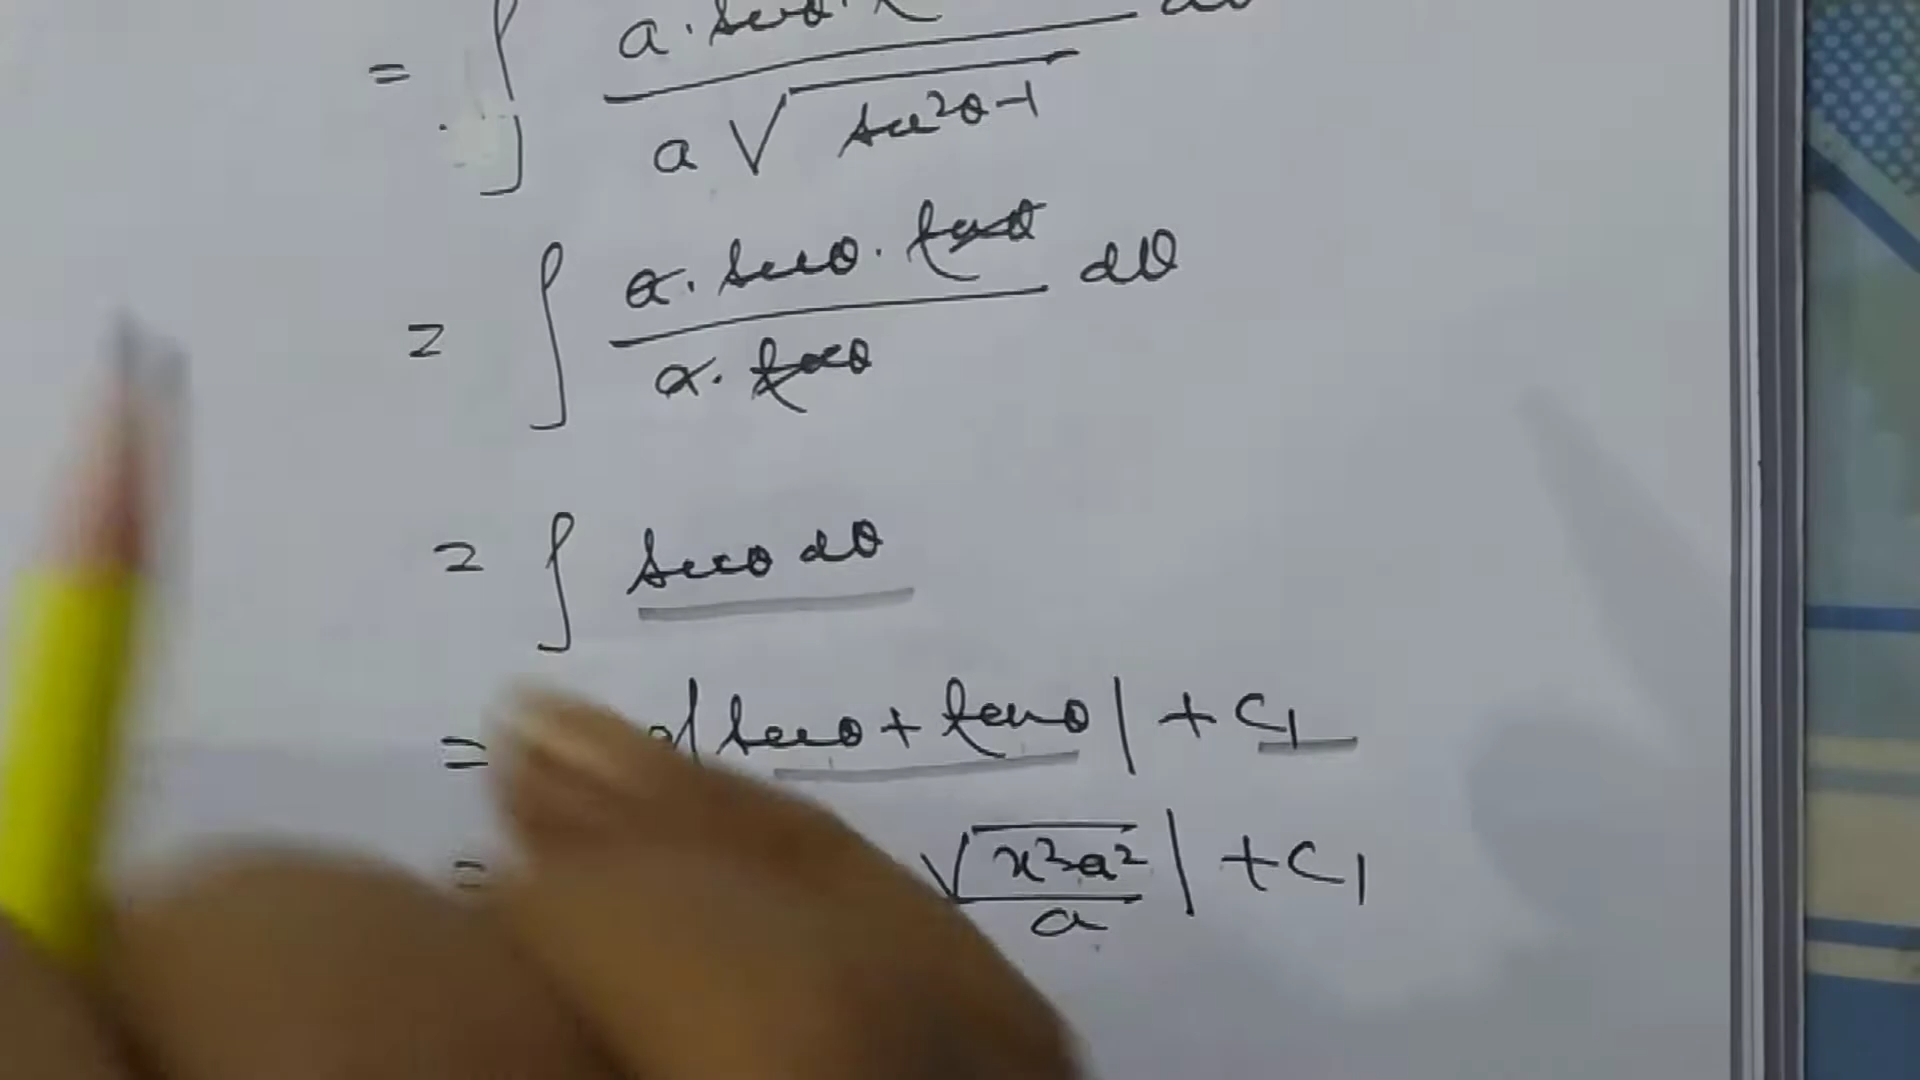 = ∫ a·secθ·
a√sec²θ-1
= ∫ a·secθ·tanθ dθ
a·tanθ
= ∫ secθ dθ
= |secθ + tanθ| + C₁
= √x²-a² | + C₁
a